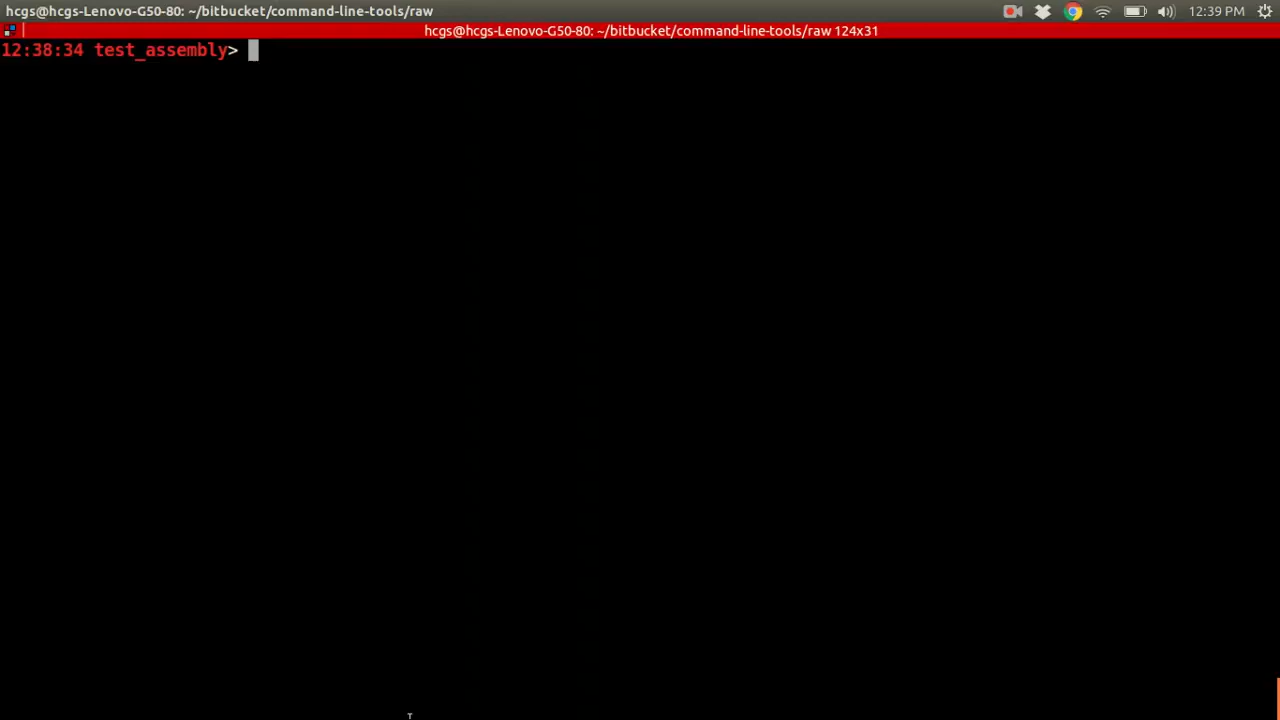 hcgs@hcgs-Lenovo-G50-80: ~/bitbucket/command-line-tools/raw 12:39 PM
hcgs@hcgs-Lenovo-G50-80: ~/bitbucket/command-line-tools/raw 124x31
12:38:34 test_assembly>